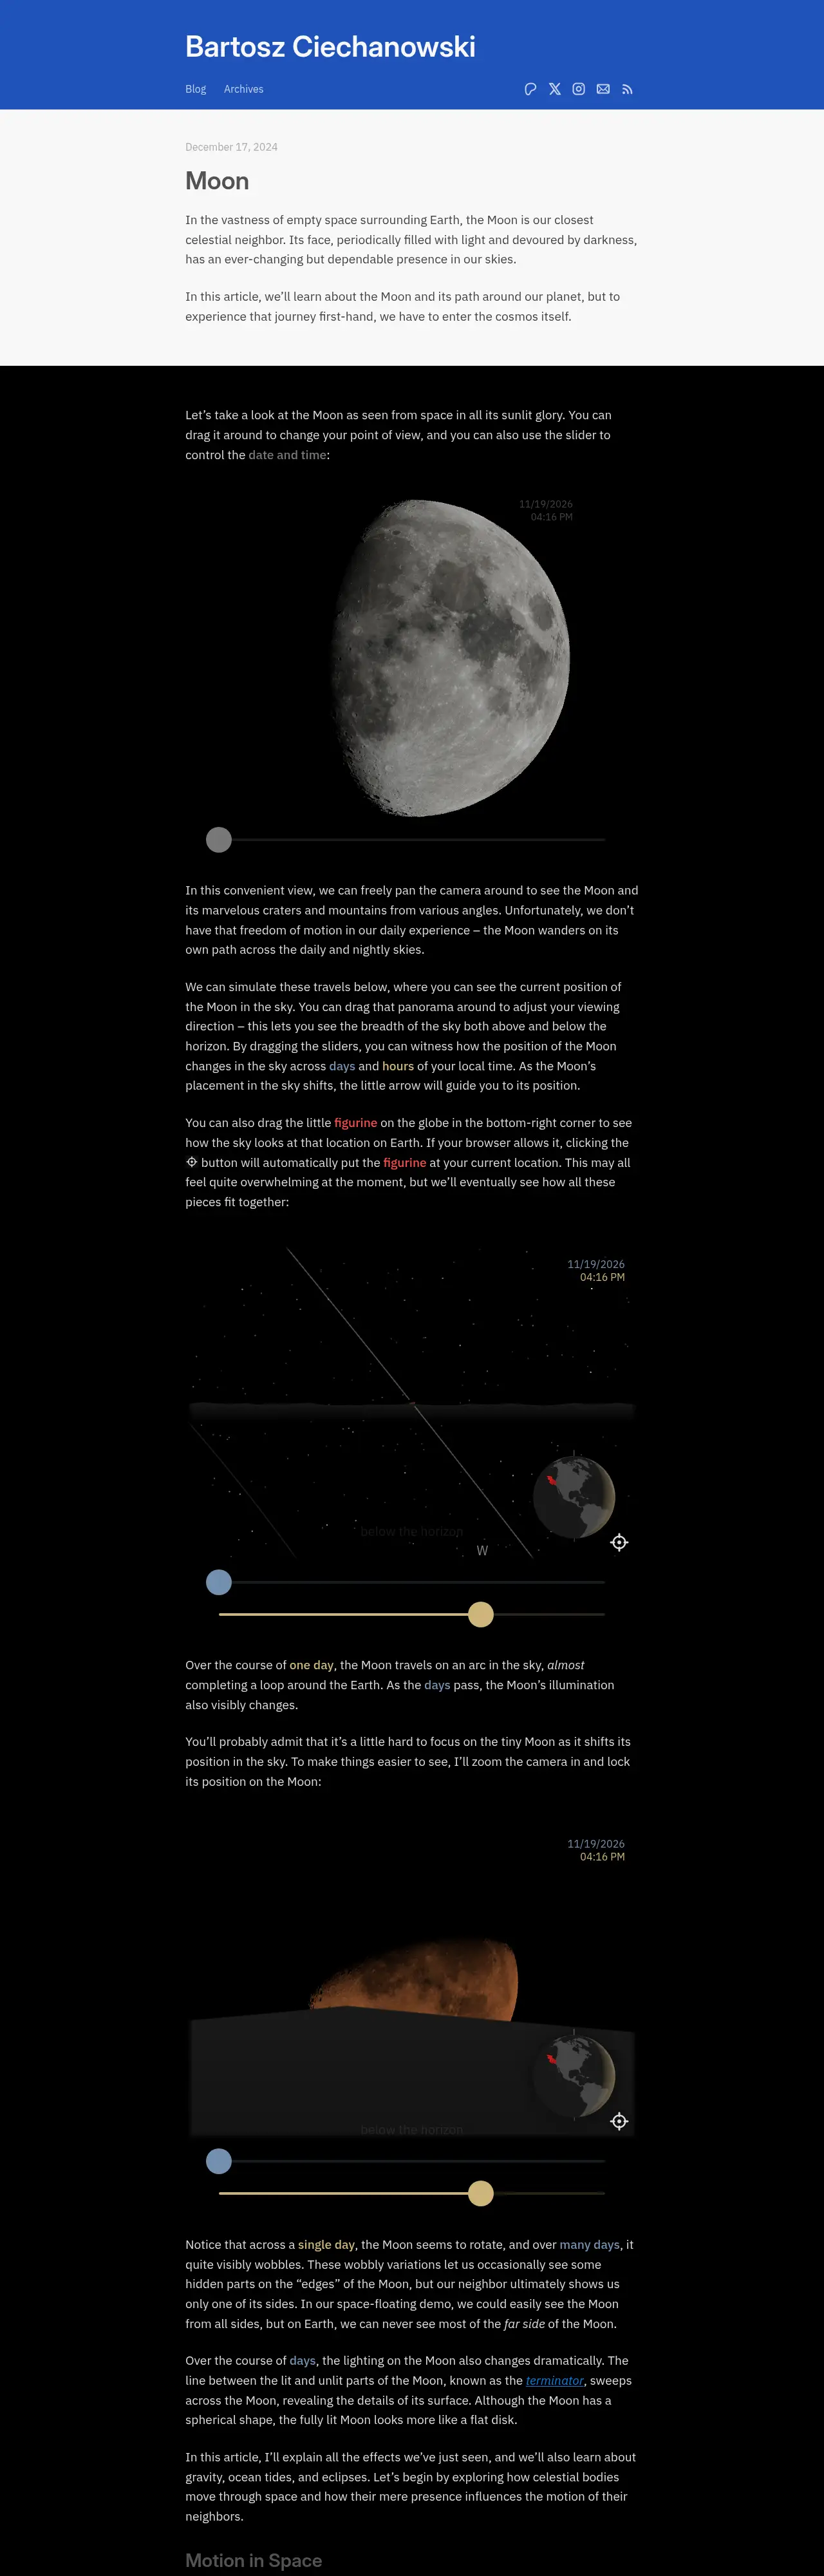 Bartosz Ciechanowski
Blog Archives
December 17, 2024
Moon
In the vastness of empty space surrounding Earth, the Moon is our closest
celestial neighbor. Its face, periodically filled with light and devoured by darkness,
has an ever-changing but dependable presence in our skies.
In this article, we’ll learn about the Moon and its path around our planet, but to
experience that journey first-hand, we have to enter the cosmos itself.
Let’s take a look at the Moon as seen from space in all its sunlit glory. You can
drag it around to change your point of view, and you can also use the slider to
control the date and time:
11/19/2026
04:16 PM
In this convenient view, we can freely pan the camera around to see the Moon and
its marvelous craters and mountains from various angles. Unfortunately, we don’t
have that freedom of motion in our daily experience – the Moon wanders on its
own path across the daily and nightly skies.
We can simulate these travels below, where you can see the current position of
the Moon in the sky. You can drag that panorama around to adjust your viewing
direction – this lets you see the breadth of the sky both above and below the
horizon. By dragging the sliders, you can witness how the position of the Moon
changes in the sky across days and hours of your local time. As the Moon’s
placement in the sky shifts, the little arrow will guide you to its position.
You can also drag the little figurine on the globe in the bottom-right corner to see
how the sky looks at that location on Earth. If your browser allows it, clicking the
button will automatically put the figurine at your current location. This may all
feel quite overwhelming at the moment, but we’ll eventually see how all these
pieces fit together:
11/19/2026
04:16 PM
below the horizon
W
Over the course of one day, the Moon travels on an arc in the sky, almost
completing a loop around the Earth. As the days pass, the Moon’s illumination
also visibly changes.
You’ll probably admit that it’s a little hard to focus on the tiny Moon as it shifts its
position in the sky. To make things easier to see, I’ll zoom the camera in and lock
its position on the Moon:
11/19/2026
04:16 PM
below the horizon
Notice that across a single day, the Moon seems to rotate, and over many days, it
quite visibly wobbles. These wobbly variations let us occasionally see some
hidden parts on the “edges” of the Moon, but our neighbor ultimately shows us
only one of its sides. In our space-floating demo, we could easily see the Moon
from all sides, but on Earth, we can never see most of the far side of the Moon.
Over the course of days, the lighting on the Moon also changes dramatically. The
line between the lit and unlit parts of the Moon, known as the terminator, sweeps
across the Moon, revealing the details of its surface. Although the Moon has a
spherical shape, the fully lit Moon looks more like a flat disk.
In this article, I’ll explain all the effects we’ve just seen, and we’ll also learn about
gravity, ocean tides, and eclipses. Let’s begin by exploring how celestial bodies
move through space and how their mere presence influences the motion of their
neighbors.
Motion in Space